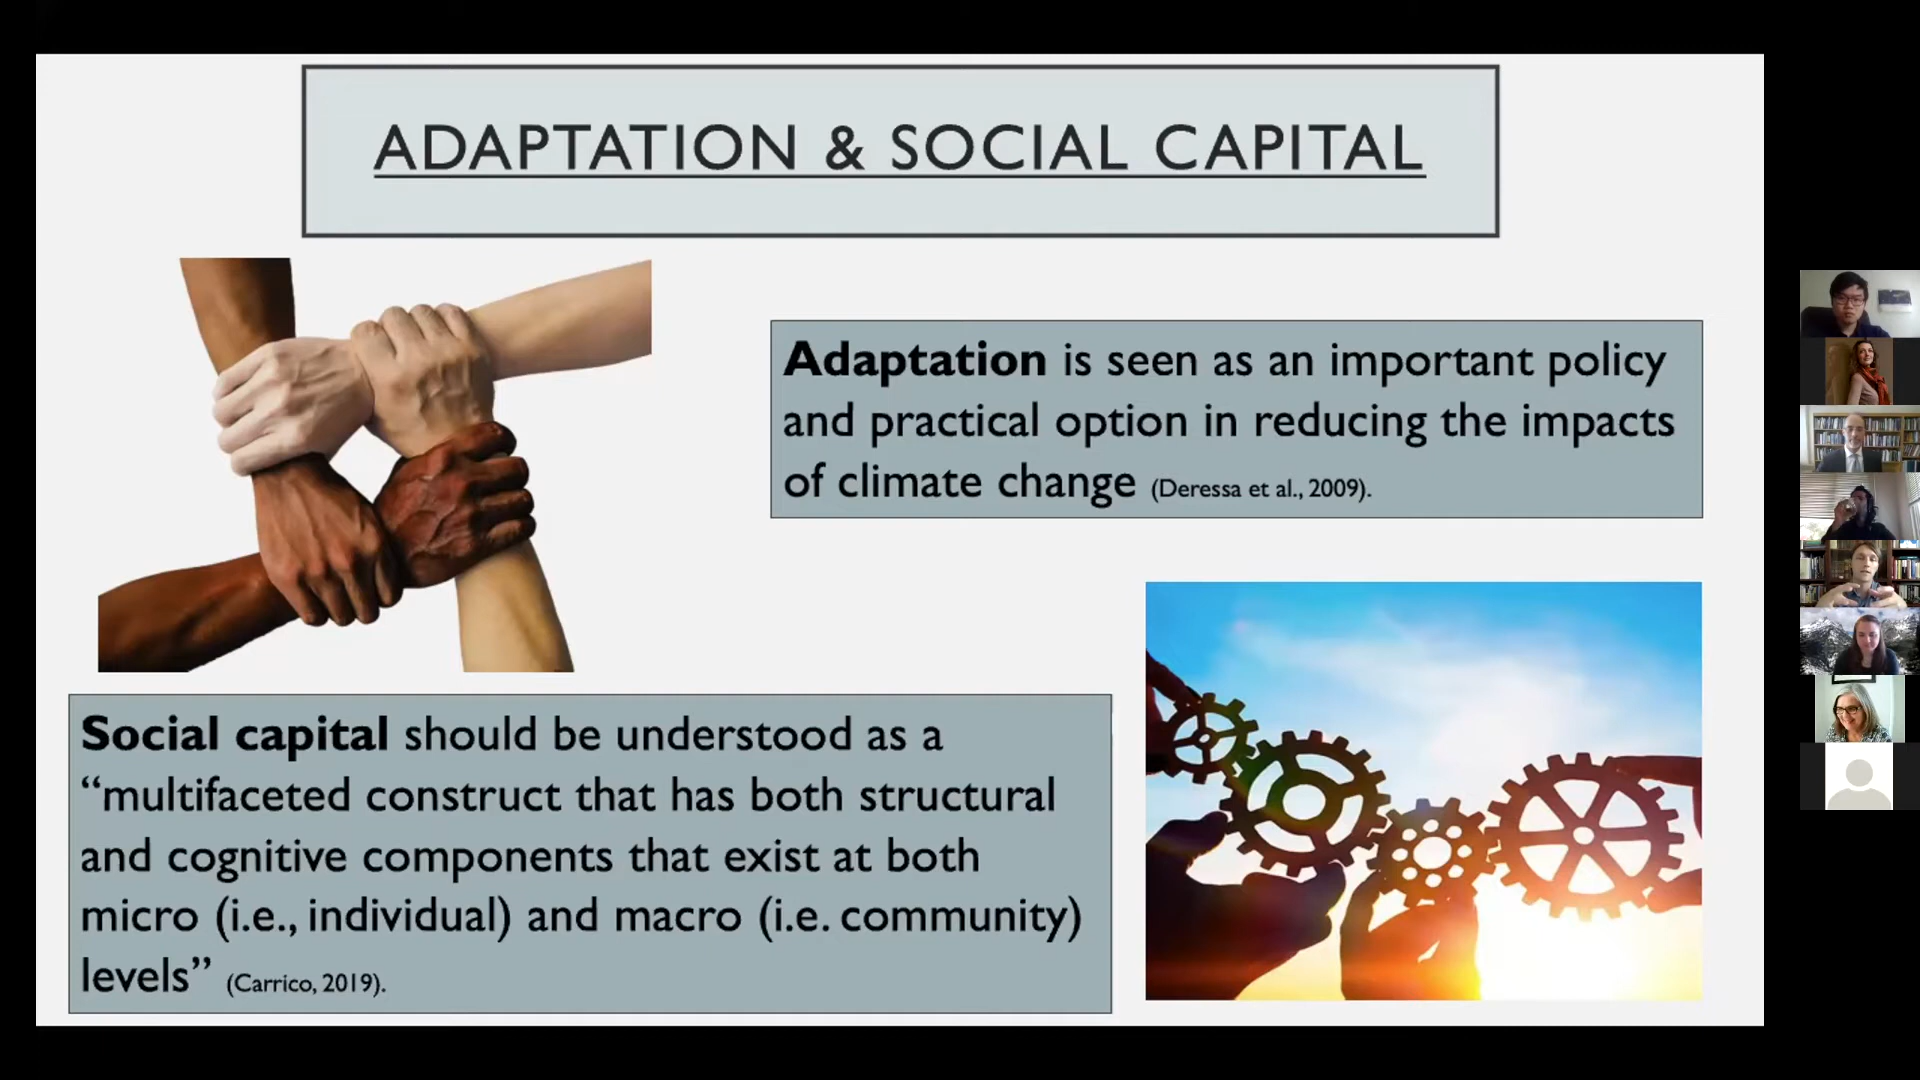 ADAPTATION & SOCIAL CAPITAL
Adaptation is seen as an important policy
and practical option in reducing the impacts
of climate change (Deressa et al., 2009).
Social capital should be understood as a
“multifaceted construct that has both structural
and cognitive components that exist at both
micro (i.e., individual) and macro (i.e. community)
levels” (Carrico, 2019).